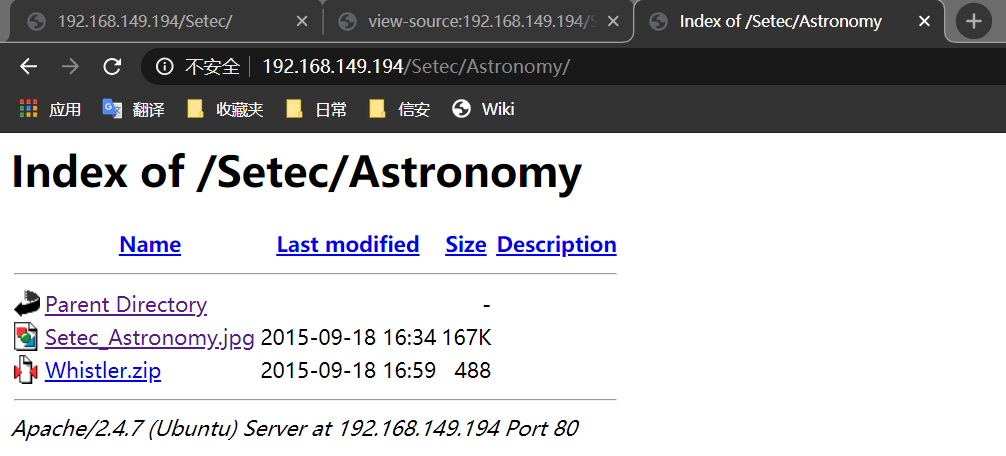 192.168.149.194/Setec/
view-source:192.168.149.194/S
Index of /Setec/Astronomy
不安全 192.168.149.194/Setec/Astronomy/
应用 翻译 收藏夹 日常 信安 Wiki
Index of /Setec/Astronomy
Name Last modified Size Description
Parent Directory -
Setec_Astronomy.jpg 2015-09-18 16:34 167K
Whistler.zip 2015-09-18 16:59 488
Apache/2.4.7 (Ubuntu) Server at 192.168.149.194 Port 80